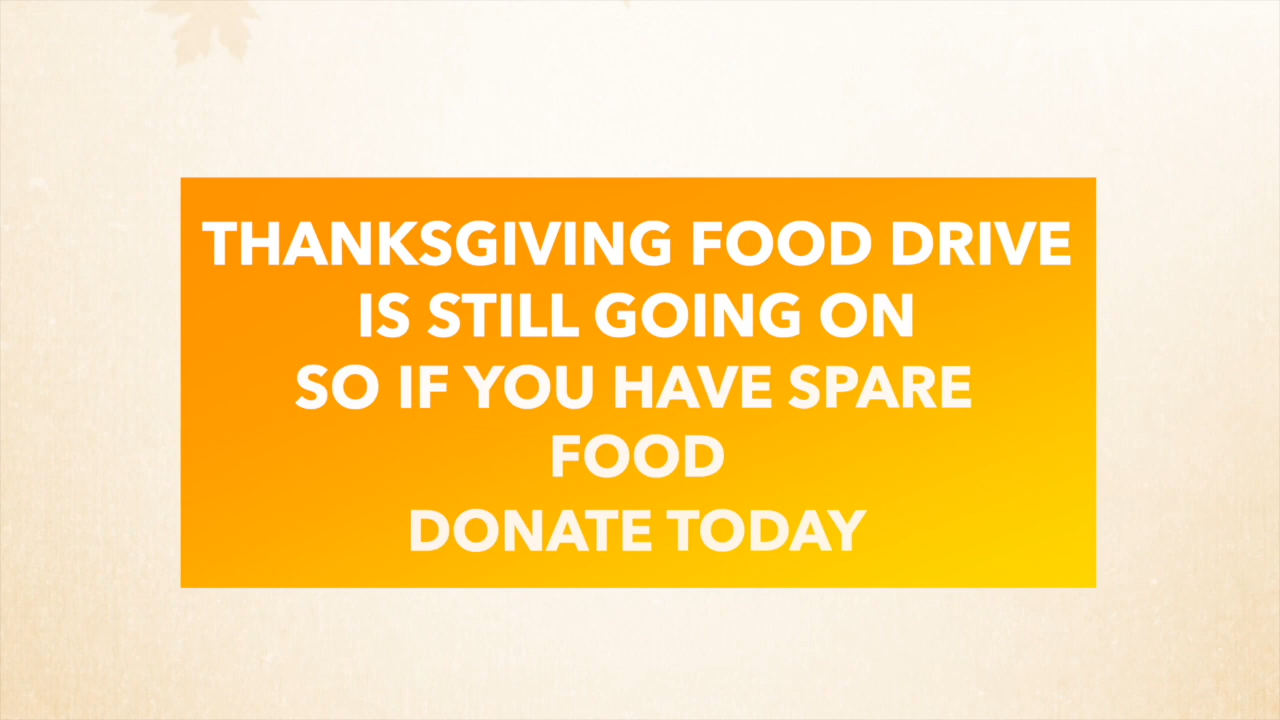 THANKSGIVING FOOD DRIVE
IS STILL GOING ON
SO IF YOU HAVE SPARE
FOOD
DONATE TODAY